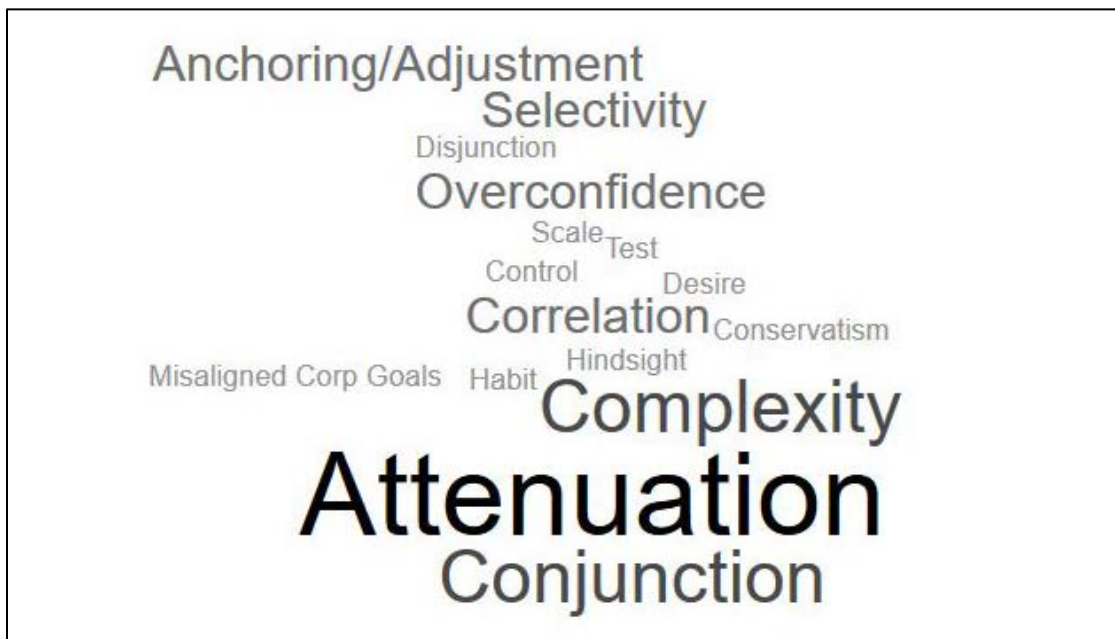 Anchoring/Adjustment
Selectivity
Disjunction
Overconfidence
Scale
Test
Control
Desire
Correlation
Conservatism
Hindsight
Misaligned Corp Goals
Habit
Complexity
Attenuation
Conjunction